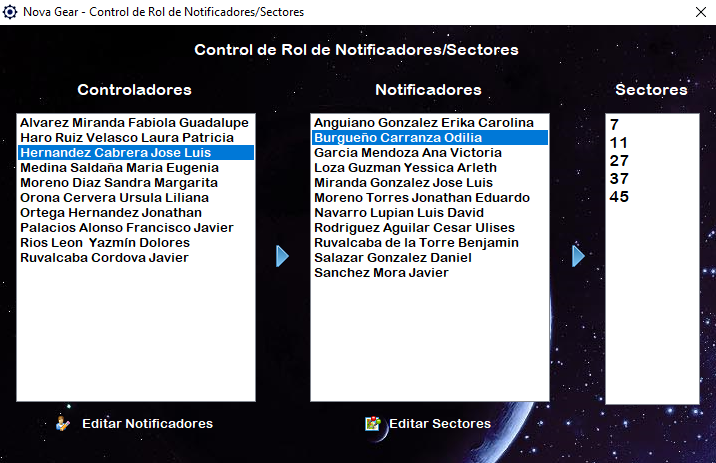 Nova Gear - Control de Rol de Notificadores/Sectores
Control de Rol de Notificadores/Sectores
Controladores
Alvarez Miranda Fabiola Guadalupe
Haro Ruiz Velasco Laura Patricia
Hernandez Cabrera Jose Luis
Medina Saldaña Maria Eugenia
Moreno Diaz Sandra Margarita
Orona Cervera Ursula Liliana
Ortega Hernandez Jonathan
Palacios Alonso Francisco Javier
Rios Leon Yazmín Dolores
Ruvalcaba Cordova Javier
Editar Notificadores
Notificadores
Anguiano Gonzalez Erika Carolina
Burgueño Carranza Odilia
Garcia Mendoza Ana Victoria
Loza Guzman Yessica Arleth
Miranda Gonzalez Jose Luis
Moreno Torres Jonathan Eduardo
Navarro Lupian Luis David
Rodriguez Aguilar Cesar Ulises
Ruvalcaba de la Torre Benjamin
Salazar Gonzalez Daniel
Sanchez Mora Javier
Editar Sectores
Sectores
7
11
27
37
45